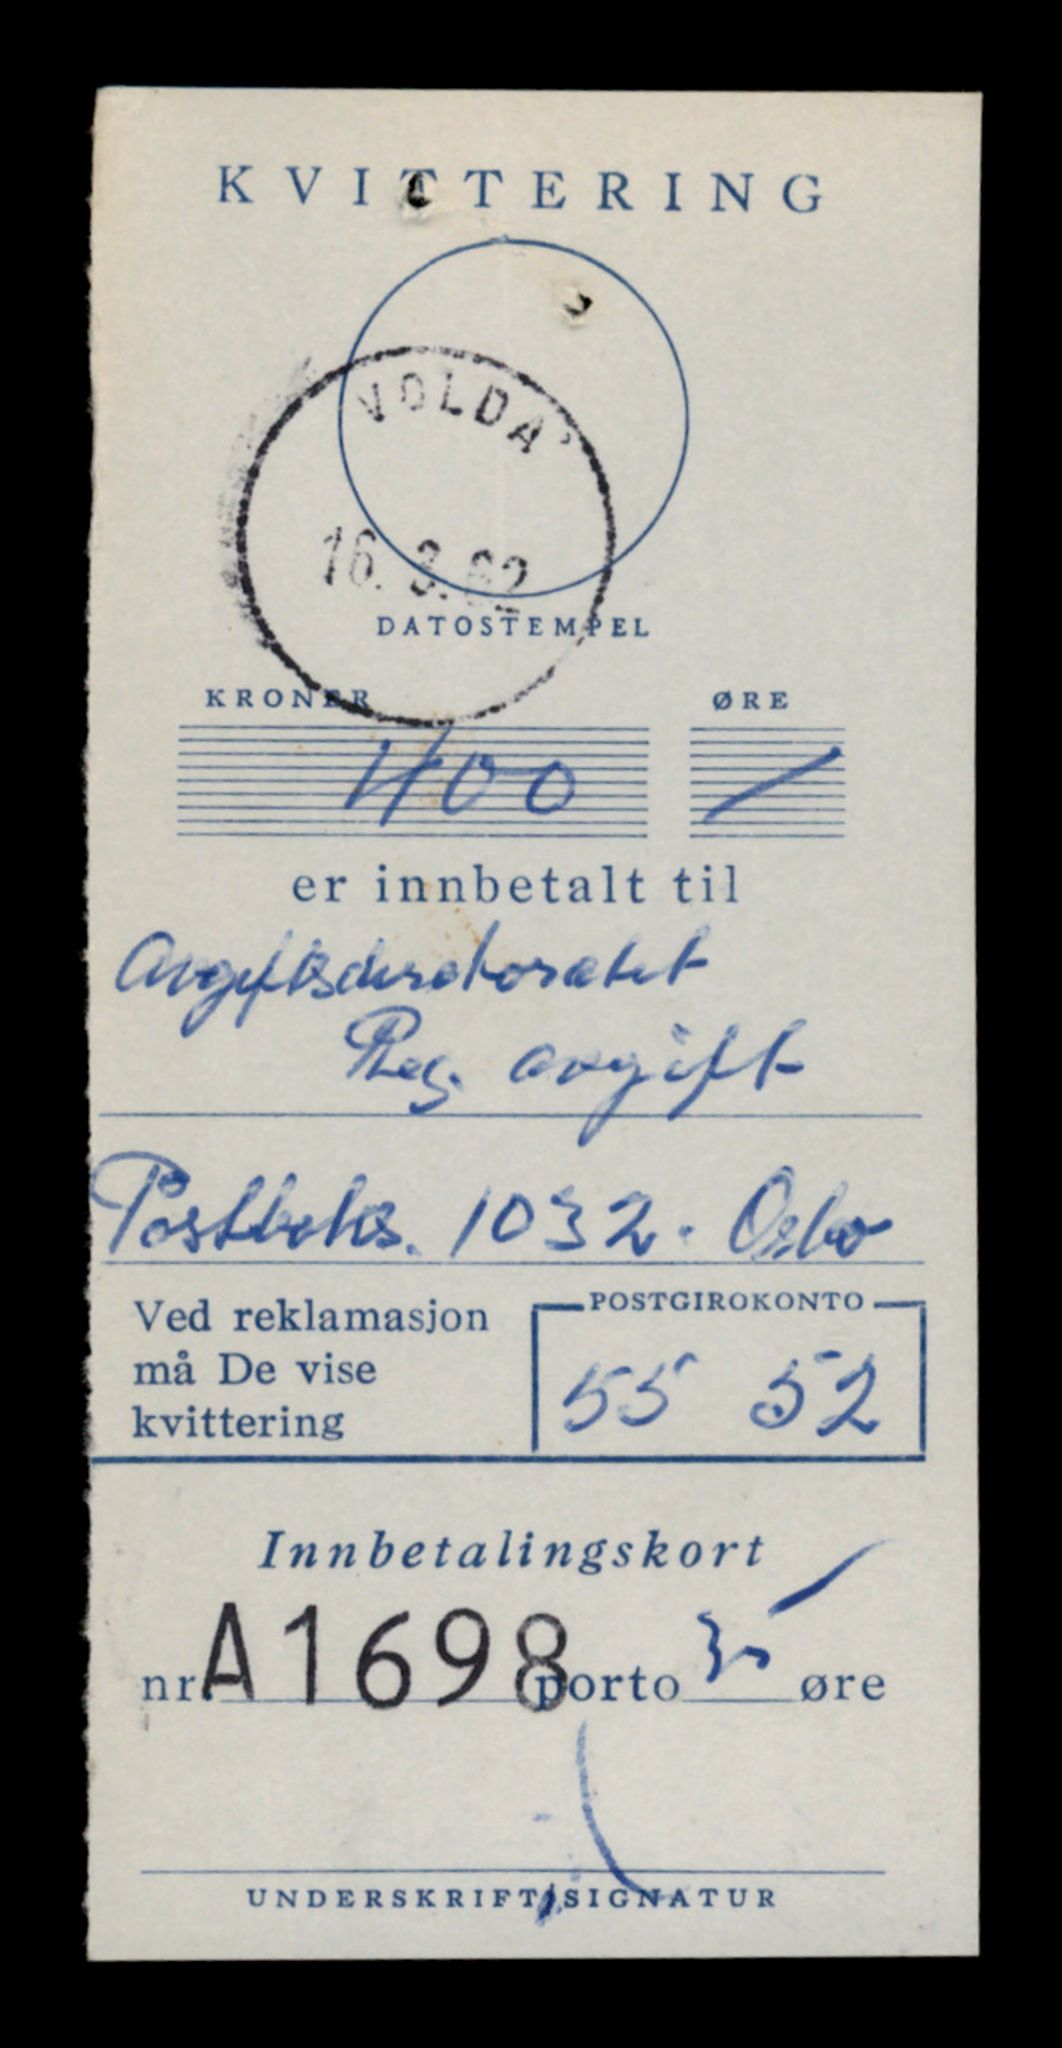 KVITTERING
VOLDA
16.3.62
DATOSTEMPEL
KRONER ØRE
400 /
er innbetalt til
Avgiftsdirektoratet
Reg. avgift
Postboks. 1032. Oslo
Ved reklamasjon
må De vise
kvittering
POSTGIROKONTO
55 52
Innbetalingskort
nr. A1698 porto 35 øre
UNDERSKRIFT/SIGNATUR